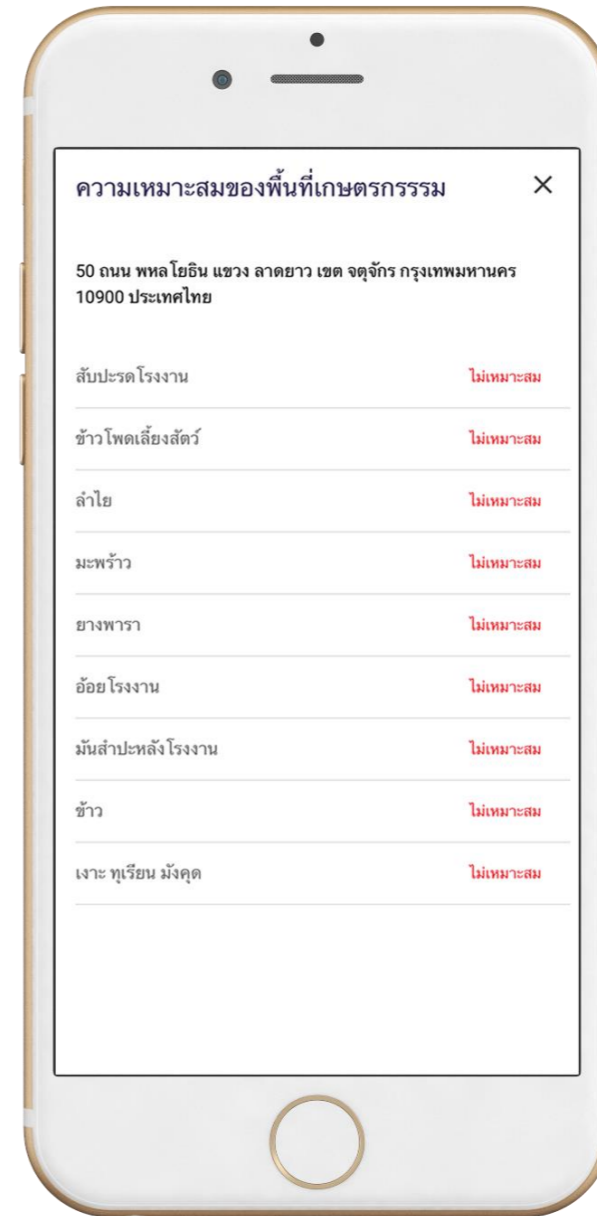 ความเหมาะสมของพื้นที่เกษตรกรรรม
50 ถนน พหลโยธิน แขวง ลาดยาว เขต จตุจักร กรุงเทพมหานคร
10900 ประเทศไทย
สับปะรดโรงงาน ไม่เหมาะสม
ข้าวโพดเลี้ยงสัตว์ ไม่เหมาะสม
ลำไย ไม่เหมาะสม
มะพร้าว ไม่เหมาะสม
ยางพารา ไม่เหมาะสม
อ้อยโรงงาน ไม่เหมาะสม
มันสำปะหลังโรงงาน ไม่เหมาะสม
ข้าว ไม่เหมาะสม
เงาะ ทุเรียน มังคุด ไม่เหมาะสม